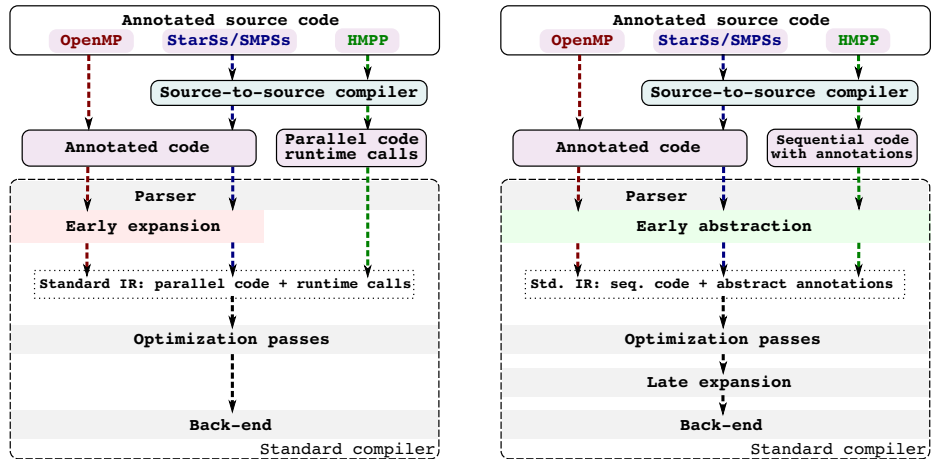 Annotated source code
OpenMP StarSs/SMPSs HMPP
Source-to-source compiler
Annotated code
Parallel code
runtime calls
Parser
Early expansion
Standard IR: parallel code + runtime calls
Optimization passes
Back-end
Standard compiler
Annotated source code
OpenMP StarSs/SMPSs HMPP
Source-to-source compiler
Annotated code
Sequential code
with annotations
Parser
Early abstraction
Std. IR: seq. code + abstract annotations
Optimization passes
Late expansion
Back-end
Standard compiler